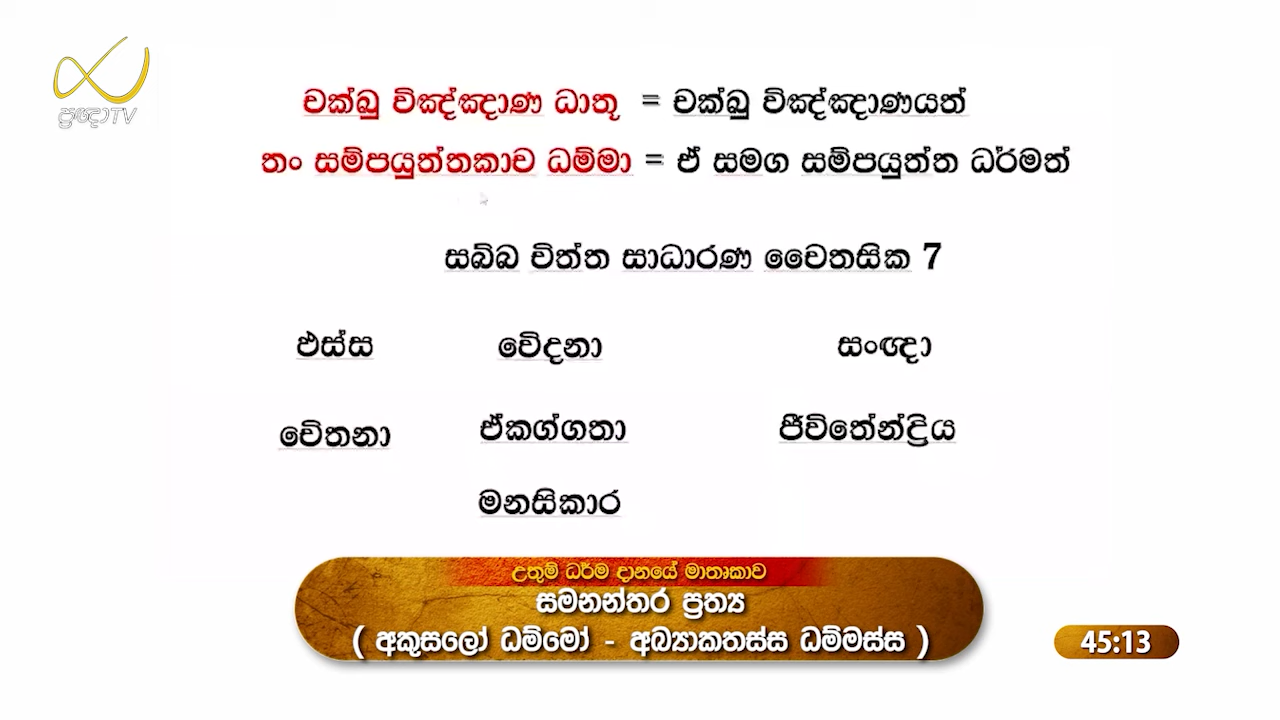 ප්‍රඥාTV
චක්ඛු විඤ්ඤාණ ධාතූ = චක්ඛු විඤ්ඤාණයත්
තං සම්පයුත්තකාච ධම්මා = ඒ සමග සම්පයුත්ත ධර්මත්
සබ්බ චිත්ත සාධාරණ චෛතසික 7
ඵස්ස වේදනා සංඥා
චේතනා ඒකග්ගතා ජීවිතේන්ද්‍රිය
මනසිකාර
උතුම් ධර්ම දානයේ මාතෘකාව
සමනන්තර ප්‍රත්‍ය
( අකුසලෝ ධම්මෝ - අබ්‍යාකතස්ස ධම්මස්ස )
45:13